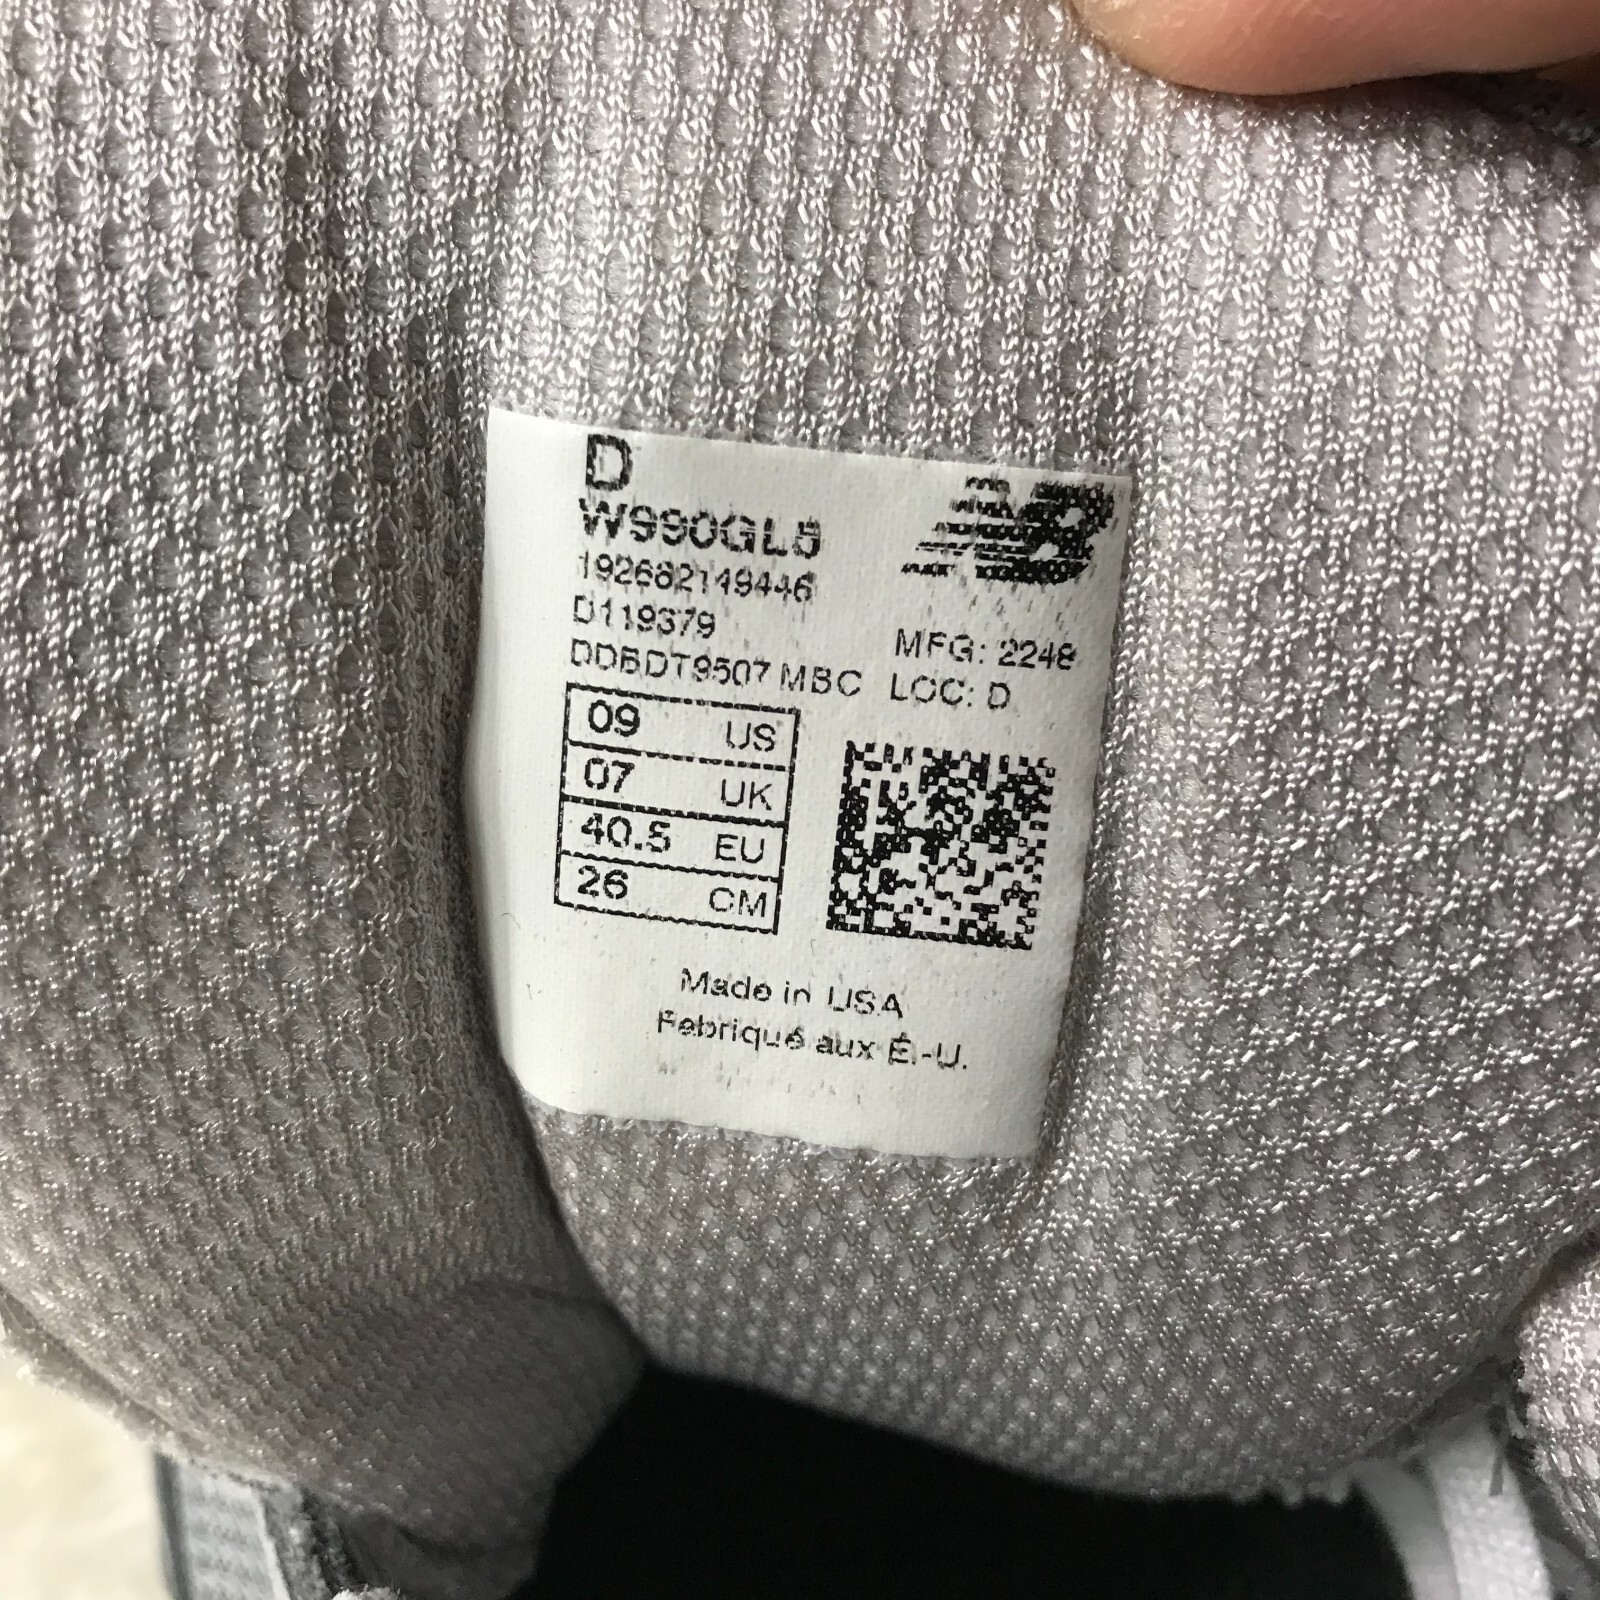 D
W990GL5
192682149446
D119379
DDBDT9507 MBC
NB
MFG: 2248
LOC: D
09 US
07 UK
40.5 EU
26 CM
Made in USA
Fabriqué aux É.-U.